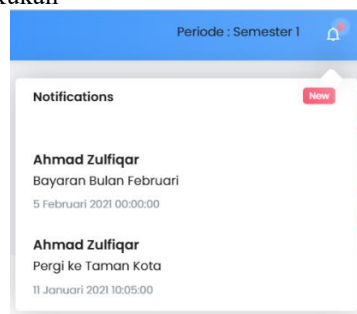 Periode : Semester 1
Notifications
New
Ahmad Zulfiqar
Bayaran Bulan Februari
5 Februari 2021 00:00:00
Ahmad Zulfiqar
Pergi ke Taman Kota
11 Januari 2021 10:05:00